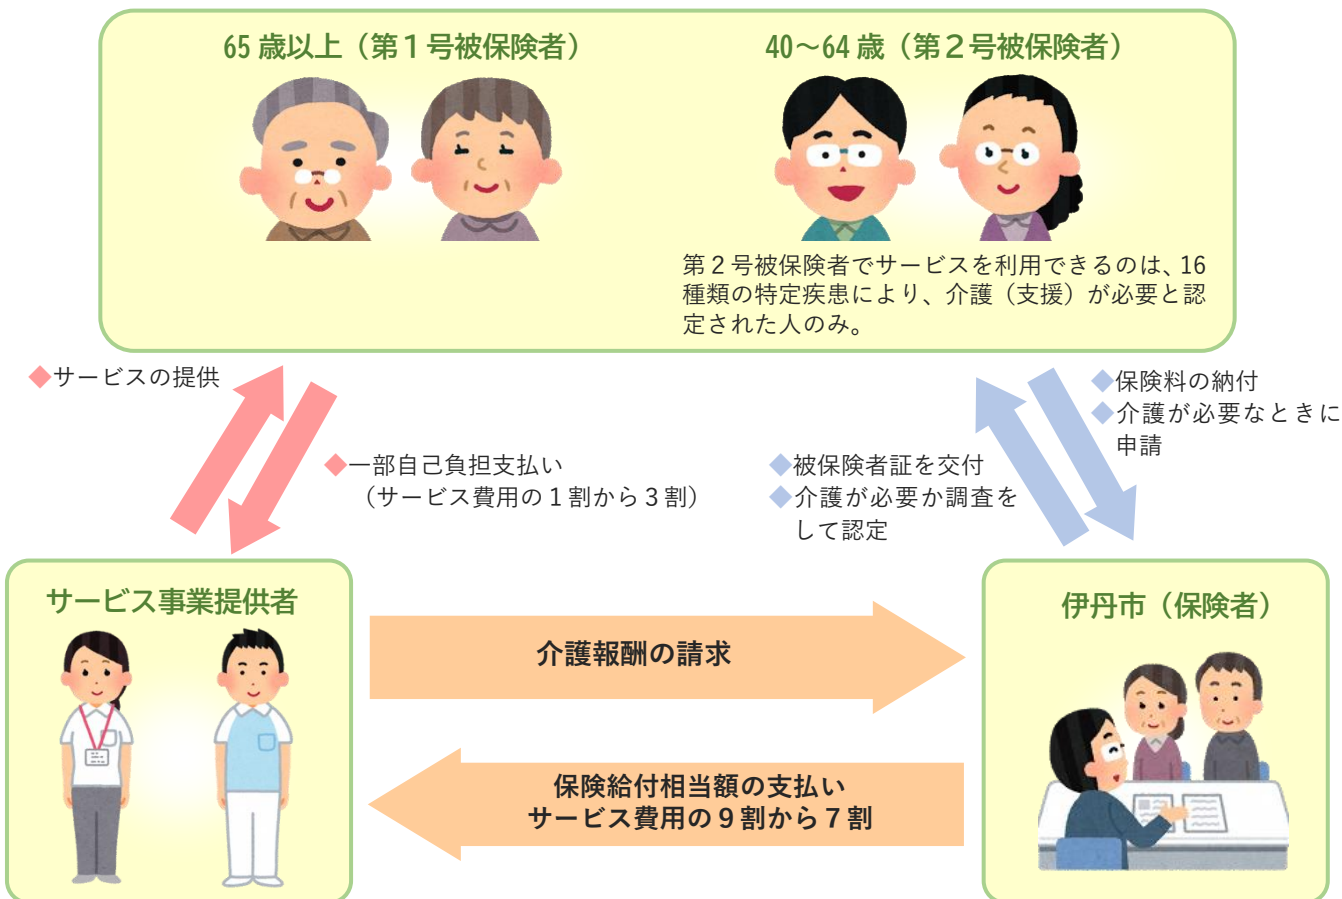 65歳以上（第１号被保険者）
40～64歳（第２号被保険者）
第２号被保険者でサービスを利用できるのは、16
種類の特定疾患により、介護（支援）が必要と認
定された人のみ。
◆サービスの提供
◆一部自己負担支払い
（サービス費用の１割から３割）
◆保険料の納付
◆介護が必要なときに
申請
◆被保険者証を交付
◆介護が必要か調査を
して認定
サービス事業提供者
介護報酬の請求
保険給付相当額の支払い
サービス費用の９割から７割
伊丹市（保険者）